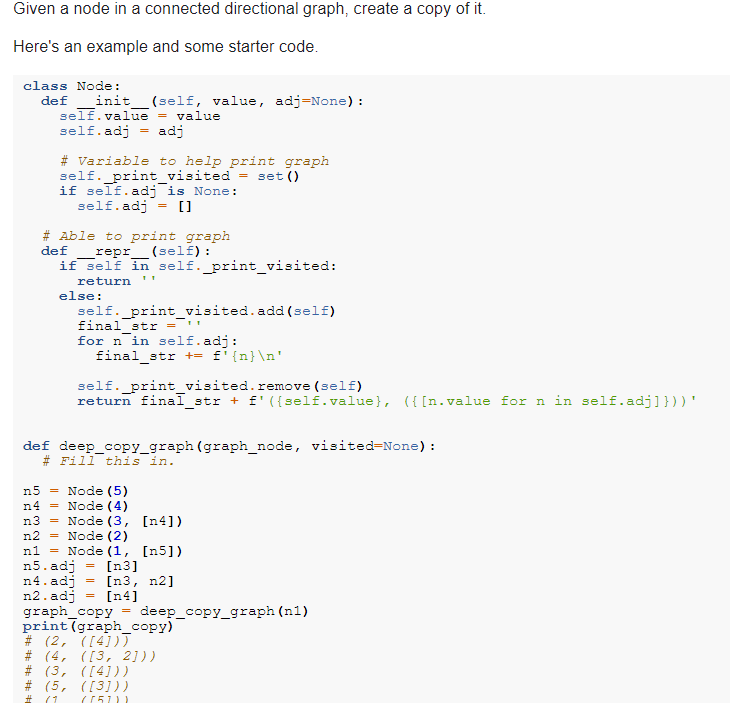 Given a node in a connected directional graph, create a copy of it.
Here's an example and some starter code.
class Node:
  def __init__(self, value, adj=None):
    self.value = value
    self.adj = adj

    # Variable to help print graph
    self._print_visited = set()
    if self.adj is None:
      self.adj = []

  # Able to print graph
  def __repr__(self):
    if self in self._print_visited:
      return ''
    else:
      self._print_visited.add(self)
      final_str = ''
      for n in self.adj:
        final_str += f'{n}\n'

      self._print_visited.remove(self)
      return final_str + f'({self.value}, ({[n.value for n in self.adj]}))'


def deep_copy_graph(graph_node, visited=None):
  # Fill this in.

n5 = Node(5)
n4 = Node(4)
n3 = Node(3, [n4])
n2 = Node(2)
n1 = Node(1, [n5])
n5.adj = [n3]
n4.adj = [n3, n2]
n2.adj = [n4]
graph_copy = deep_copy_graph(n1)
print(graph_copy)
# (2, ([4]))
# (4, ([3, 2]))
# (3, ([4]))
# (5, ([3]))
# (1, ([5]))